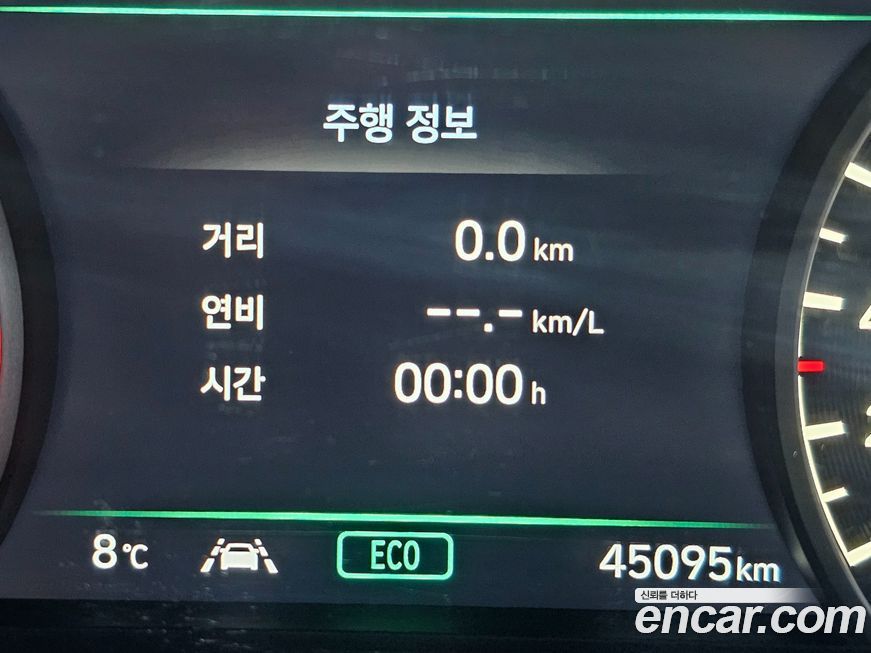 주행 정보
거리 0.0 km
연비 --.- km/L
시간 00:00 h
8°C ECO 45095 km
신뢰를 더하다
encar.com